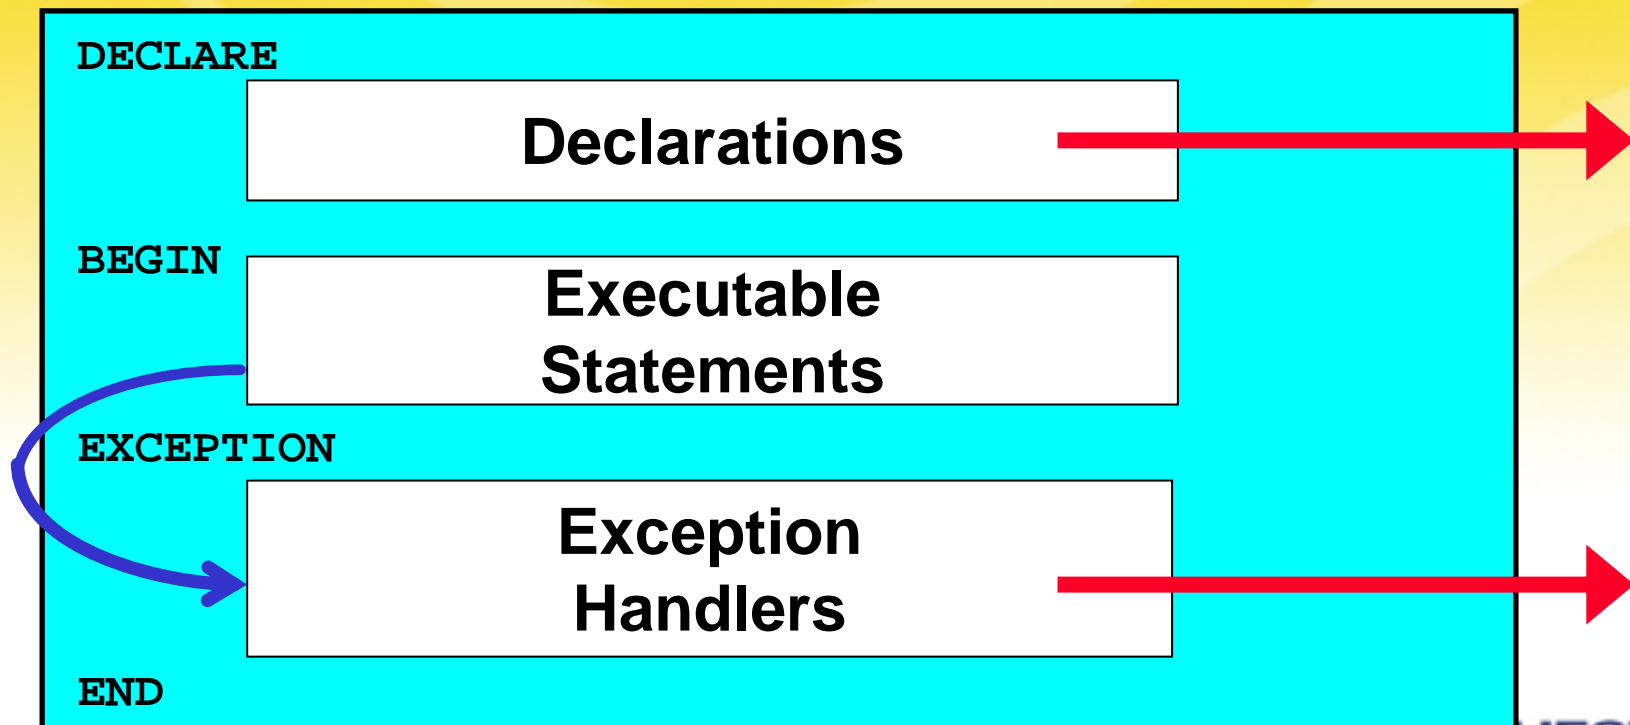 DECLARE
Declarations
BEGIN
Executable
Statements
EXCEPTION
Exception
Handlers
END